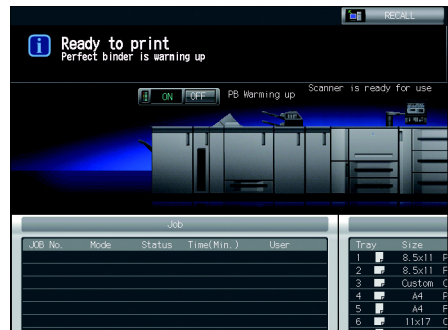 RECALL
Ready to print
Perfect binder is warming up
ON OFF PB Warming up Scanner is ready for use
Job
JOB No. Mode Status Time(Min.) User
Tray Size
1 8.5x11
2 8.5x11
3 Custom
4 A4
5 A4
6 11x17